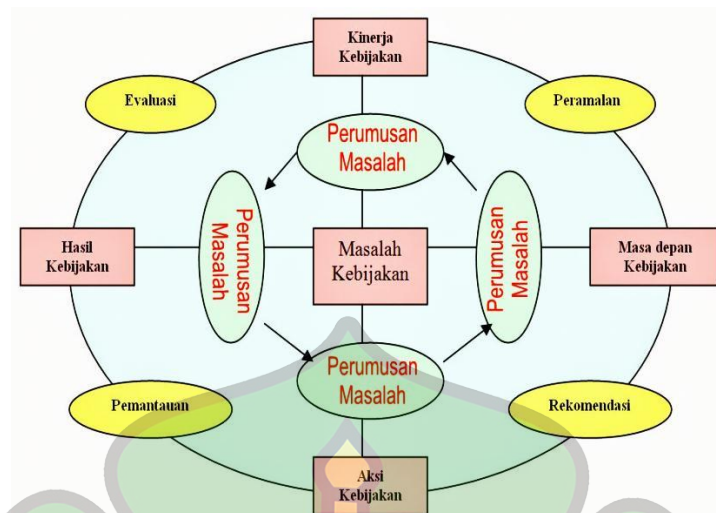 Kinerja
Kebijakan
Evaluasi
Peramalan
Perumusan
Masalah
Perumusan
Masalah
Masalah
Kebijakan
Perumusan
Masalah
Hasil
Kebijakan
Masa depan
Kebijakan
Perumusan
Masalah
Pemantauan
Rekomendasi
Aksi
Kebijakan